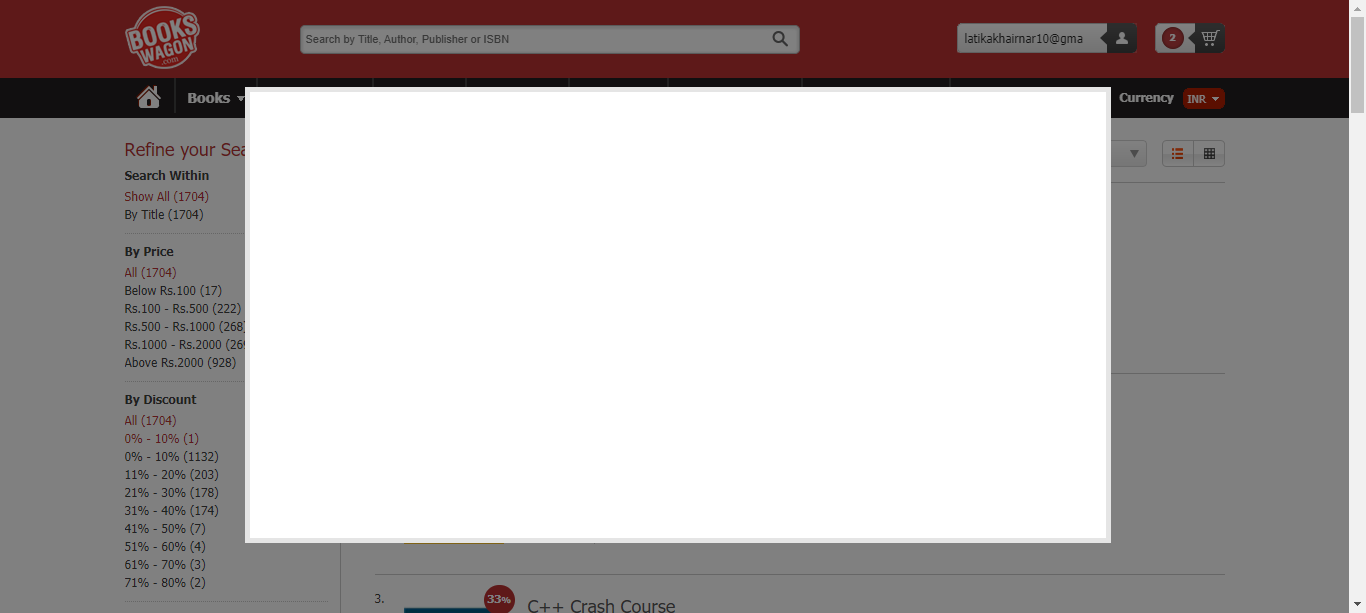 BOOKS
WAGON
.com
Search by Title, Author, Publisher or ISBN
latikakhairnar10@gma
2
Books
Currency
INR
Refine your Sea
Search Within
Show All (1704)
By Title (1704)
By Price
All (1704)
Below Rs.100 (17)
Rs.100 - Rs.500 (222)
Rs.500 - Rs.1000 (268)
Rs.1000 - Rs.2000 (269
Above Rs.2000 (928)
By Discount
All (1704)
0% - 10% (1)
0% - 10% (1132)
11% - 20% (203)
21% - 30% (178)
31% - 40% (174)
41% - 50% (7)
51% - 60% (4)
61% - 70% (3)
71% - 80% (2)
3.
33%
C++ Crash Course